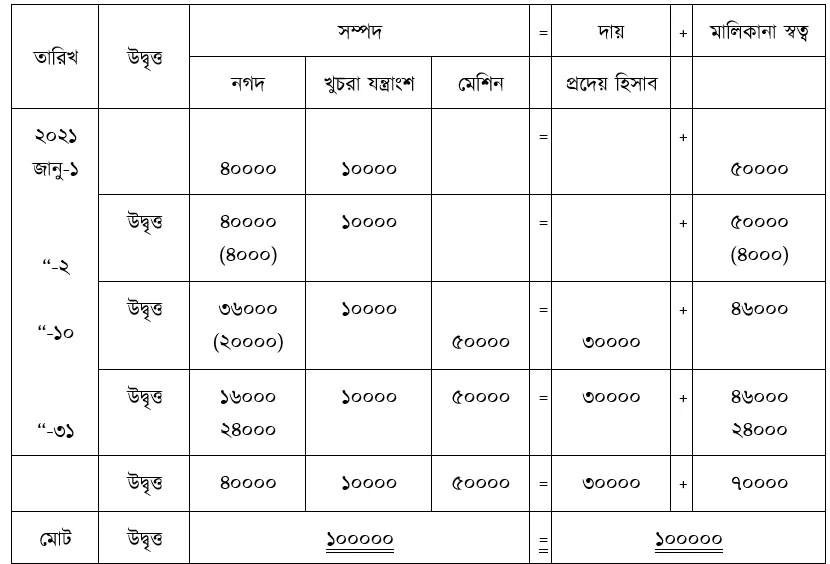 তারিখ উদ্বৃত্ত সম্পদ = দায় + মালিকানা স্বত্ব
নগদ খুচরা যন্ত্রাংশ মেশিন প্রদেয় হিসাব
২০২১ = +
জানু-১ ৪০০০০ ১০০০০ ৫০০০০
উদ্বৃত্ত ৪০০০০ ১০০০০ = + ৫০০০০
“-২ (৪০০০) (৪০০০)
উদ্বৃত্ত ৩৬০০০ ১০০০০ = + ৪৬০০০
“-১০ (২০০০০) ৫০০০০ ৩০০০০
উদ্বৃত্ত ১৬০০০ ১০০০০ ৫০০০০ = ৩০০০০ + ৪৬০০০
“-৩১ ২৪০০০ ২৪০০০
উদ্বৃত্ত ৪০০০০ ১০০০০ ৫০০০০ = ৩০০০০ + ৭০০০০
মোট উদ্বৃত্ত ১০০০০০ = ১০০০০০